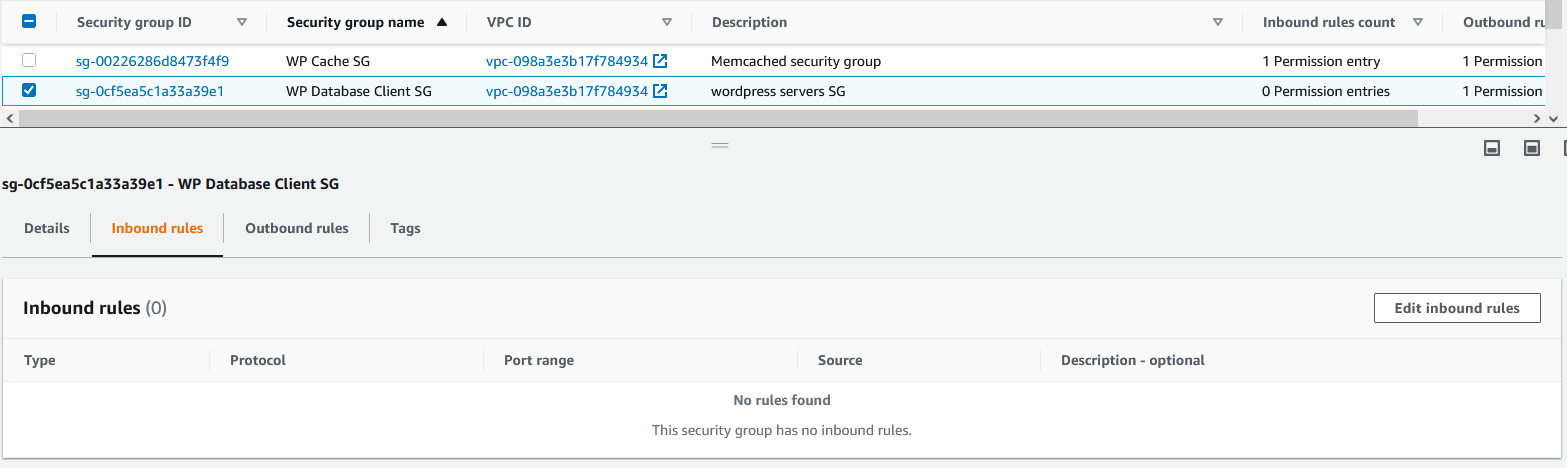 Security group ID Security group name VPC ID Description Inbound rules count Outbound ru
sg-00226286d8473f4f9 WP Cache SG vpc-098a3e3b17f784934 Memcached security group 1 Permission entry 1 Permission
sg-0cf5ea5c1a33a39e1 WP Database Client SG vpc-098a3e3b17f784934 wordpress servers SG 0 Permission entries 1 Permission
sg-0cf5ea5c1a33a39e1 - WP Database Client SG
Details Inbound rules Outbound rules Tags
Inbound rules (0) Edit inbound rules
Type Protocol Port range Source Description - optional
No rules found
This security group has no inbound rules.